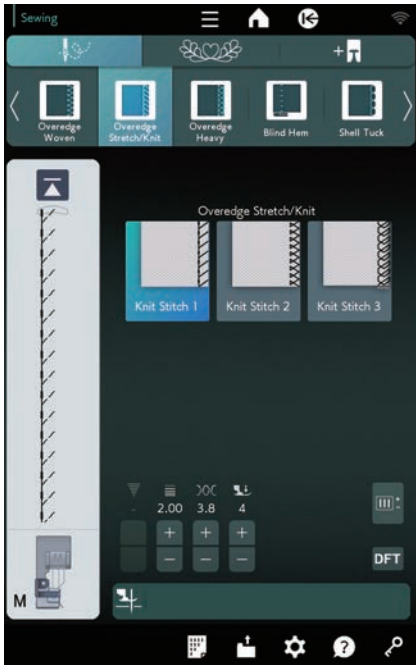 Sewing
Overedge
Woven
Overedge
Stretch/Knit
Overedge
Heavy
Blind Hem
Shell Tuck
Overedge Stretch/Knit
Knit Stitch 1
Knit Stitch 2
Knit Stitch 3
- 2.00 3.8 4
+ + +
- - -
DFT
M